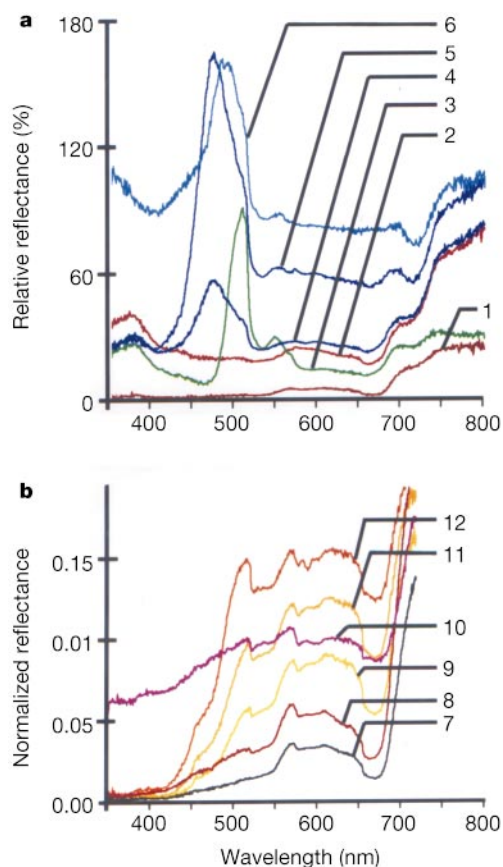 a
180
120
60
0
Relative reflectance (%)
6
5
4
3
2
1
400 500 600 700 800
b
0.15
0.01
0.05
0.00
Normalized reflectance
12
11
10
9
8
7
400 500 600 700 800
Wavelength (nm)